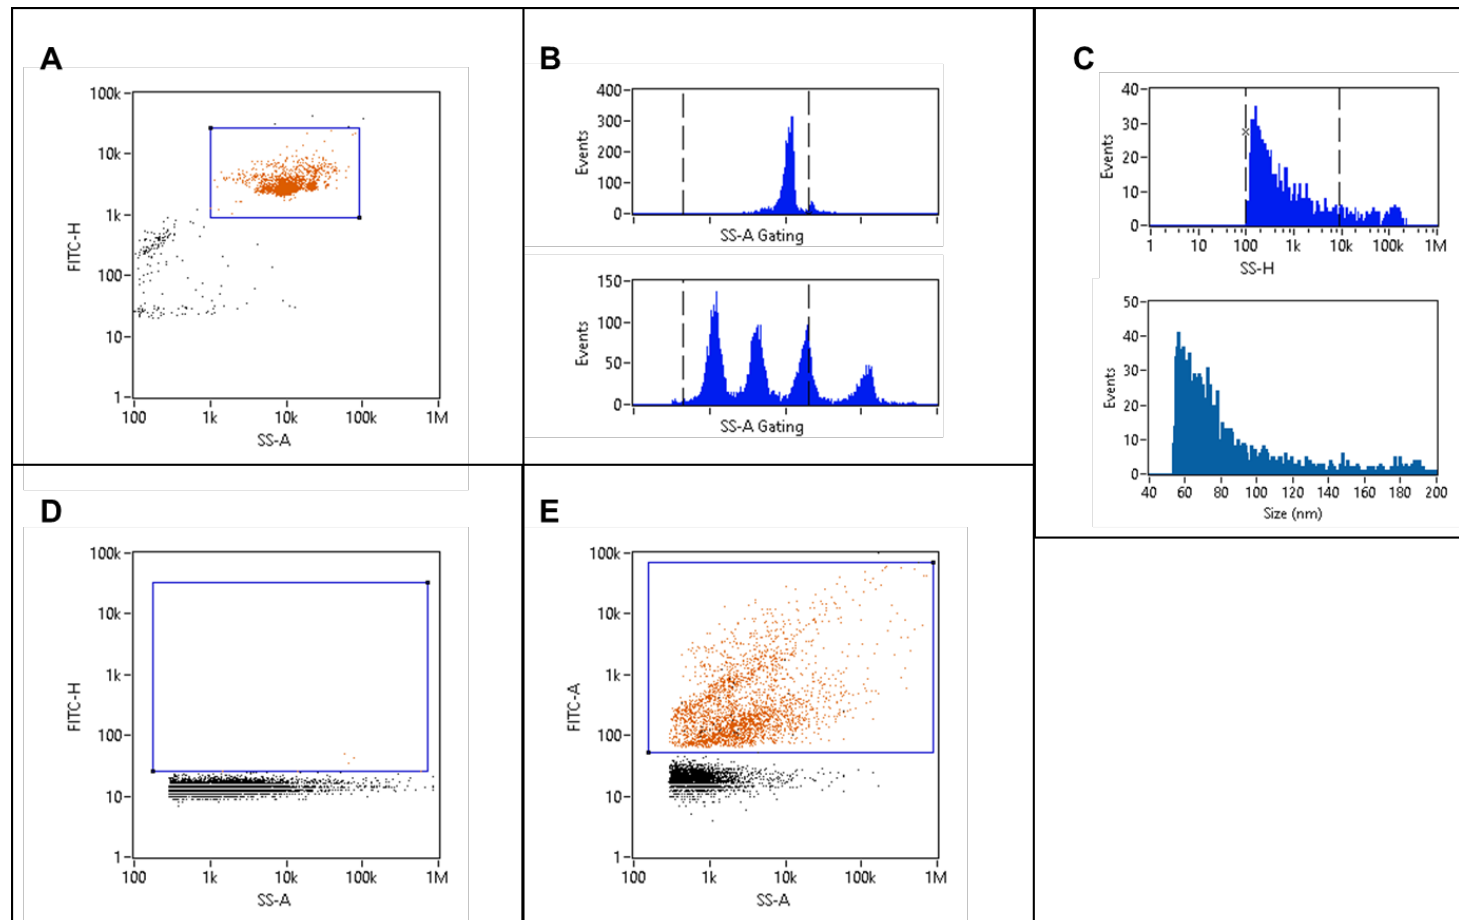 A
100k
10k
1k
100
10
1
FITC-H
100 1k 10k 100k 1M
SS-A
B
400
300
200
100
0
Events
SS-A Gating
150
100
50
0
Events
SS-A Gating
C
40
30
20
10
0
Events
1 10 100 1k 10k 100k 1M
SS-H
50
40
30
20
10
0
Events
40 60 80 100 120 140 160 180 200
Size (nm)
D
100k
10k
1k
100
10
1
FITC-H
100 1k 10k 100k 1M
SS-A
E
100k
10k
1k
100
10
1
FITC-A
100 1k 10k 100k 1M
SS-A